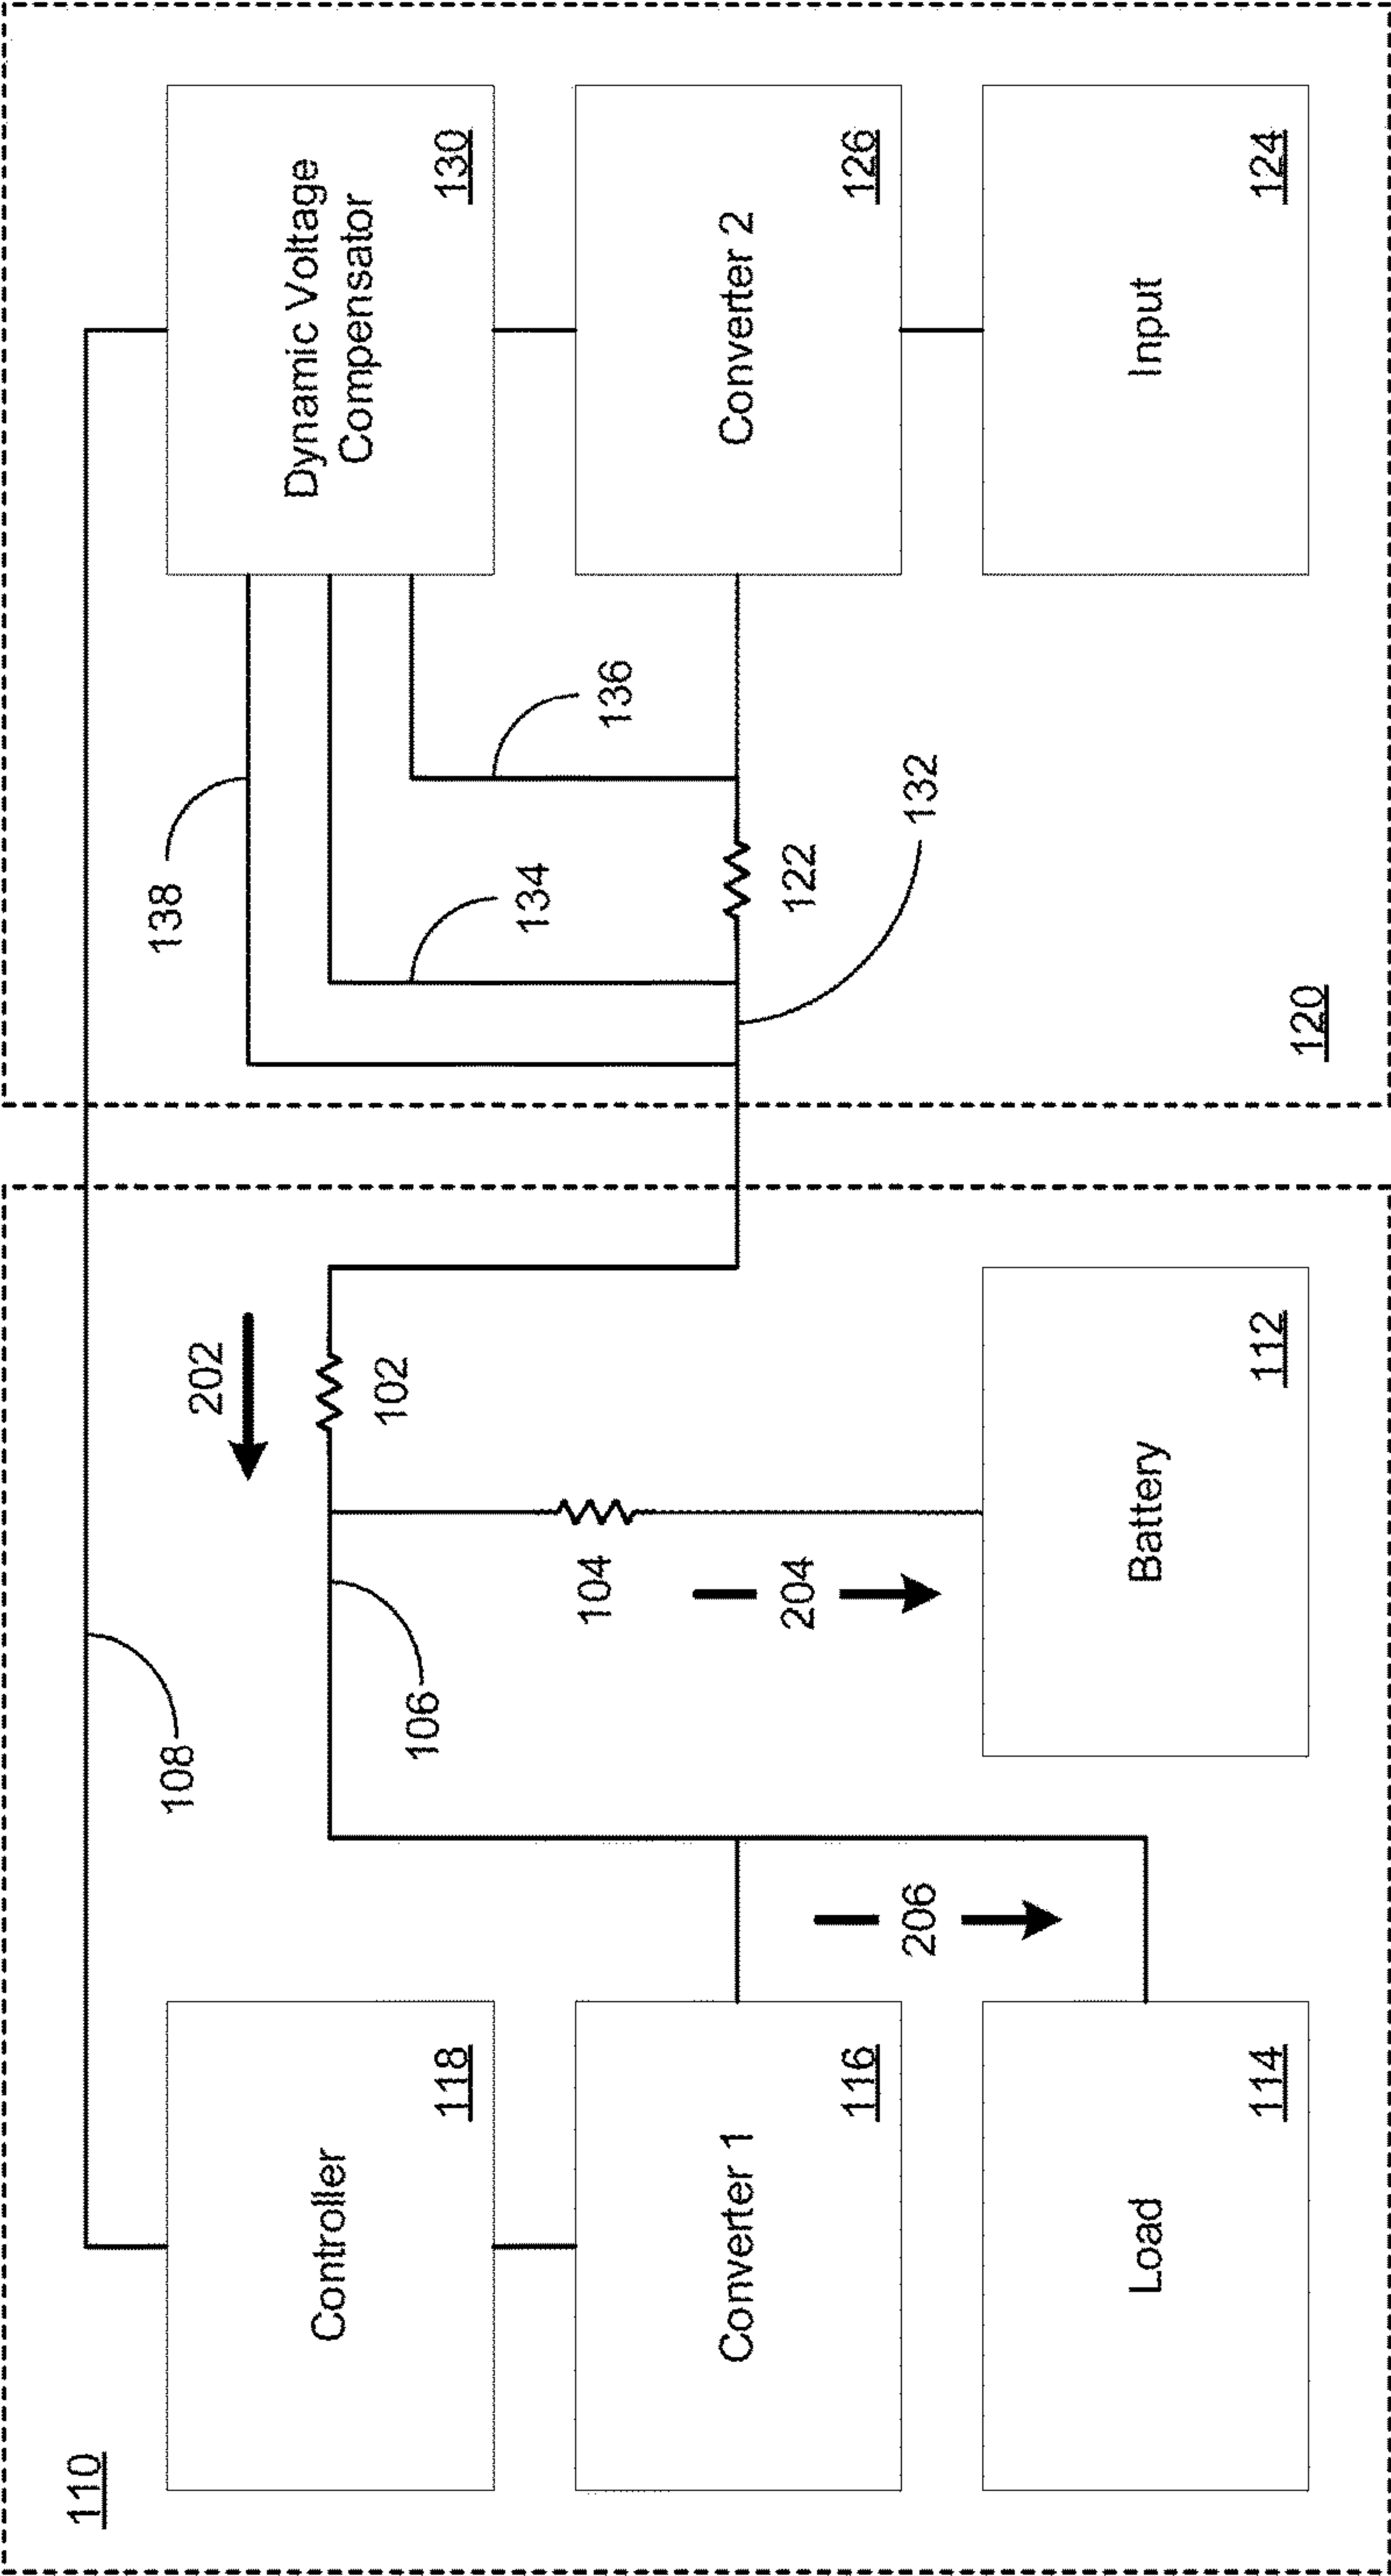 110
108
138
202
Controller
118
Dynamic Voltage
Compensator
130
102
106
134
104
136
Converter 1
116
Converter 2
126
204
122
206
132
Load
114
Battery
112
Input
124
120